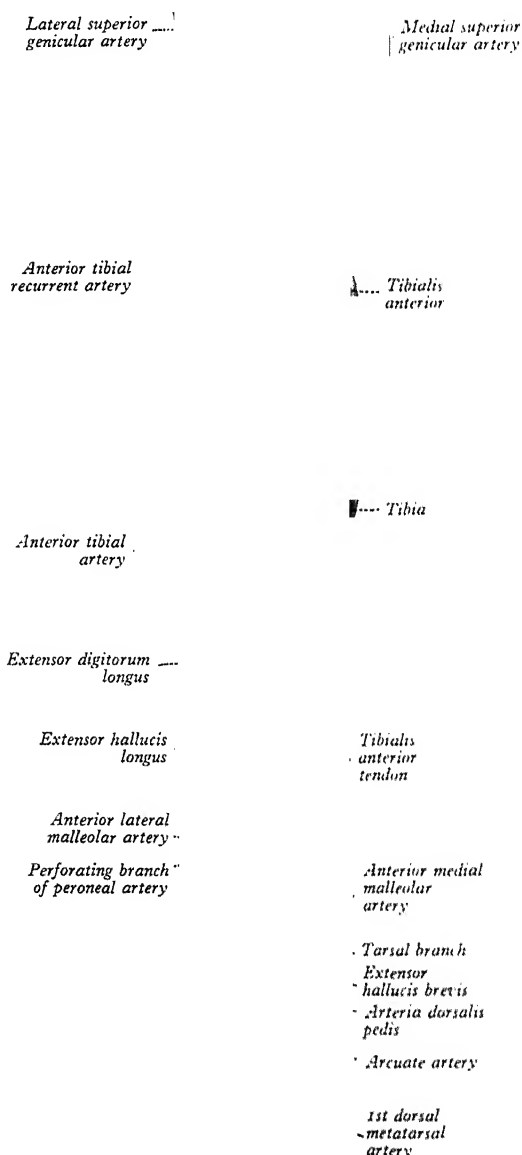 Lateral superior
genicular artery
Medial superior
genicular artery
Anterior tibial
recurrent artery
Tibialis
anterior
Tibia
Anterior tibial
artery
Extensor digitorum
longus
Extensor hallucis
longus
Tibialis
anterior
tendon
Anterior lateral
malleolar artery
Perforating branch
of peroneal artery
Anterior medial
malleolar
artery
Tarsal branch
Extensor
hallucis brevis
Arteria dorsalis
pedis
Arcuate artery
1st dorsal
metatarsal
artery